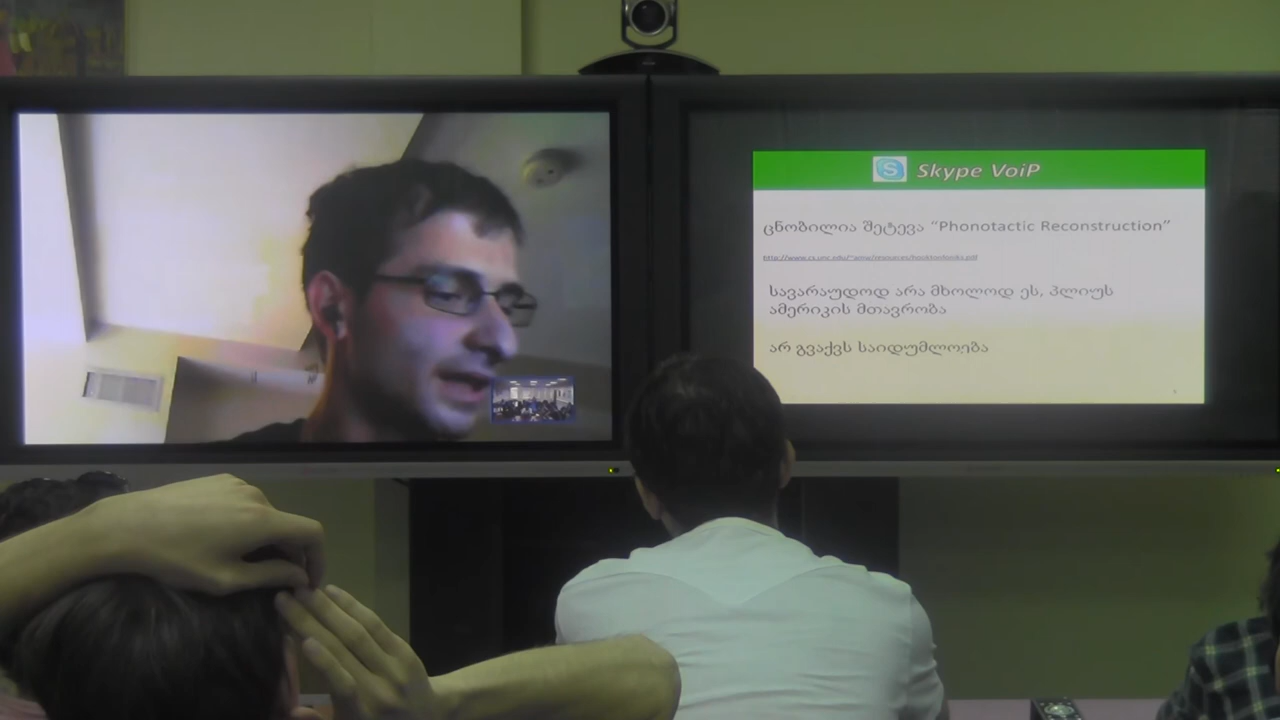 Skype VoiP
ცნობილია შეტევა “Phonotactic Reconstruction”
სავარაუდოდ არა მხოლოდ ეს, პლიუს
ამერიკის მთავრობა
არ გვაქვს საიდუმლოება